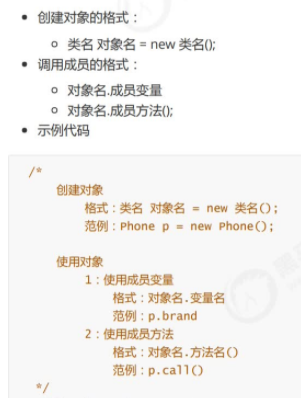 创建对象的格式：
类名 对象名 = new 类名();
调用成员的格式：
对象名.成员变量
对象名.成员方法();
示例代码
/*
创建对象
格式：类名 对象名 = new 类名();
范例：Phone p = new Phone();
使用对象
1：使用成员变量
格式：对象名.变量名
范例：p.brand
2：使用成员方法
格式：对象名.方法名()
范例：p.call()
*/